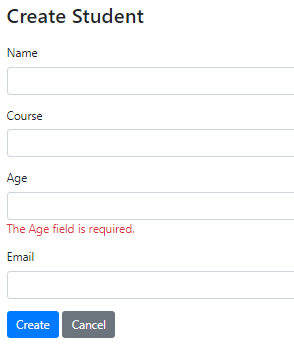 Create Student
Name
Course
Age
The Age field is required.
Email
Create Cancel